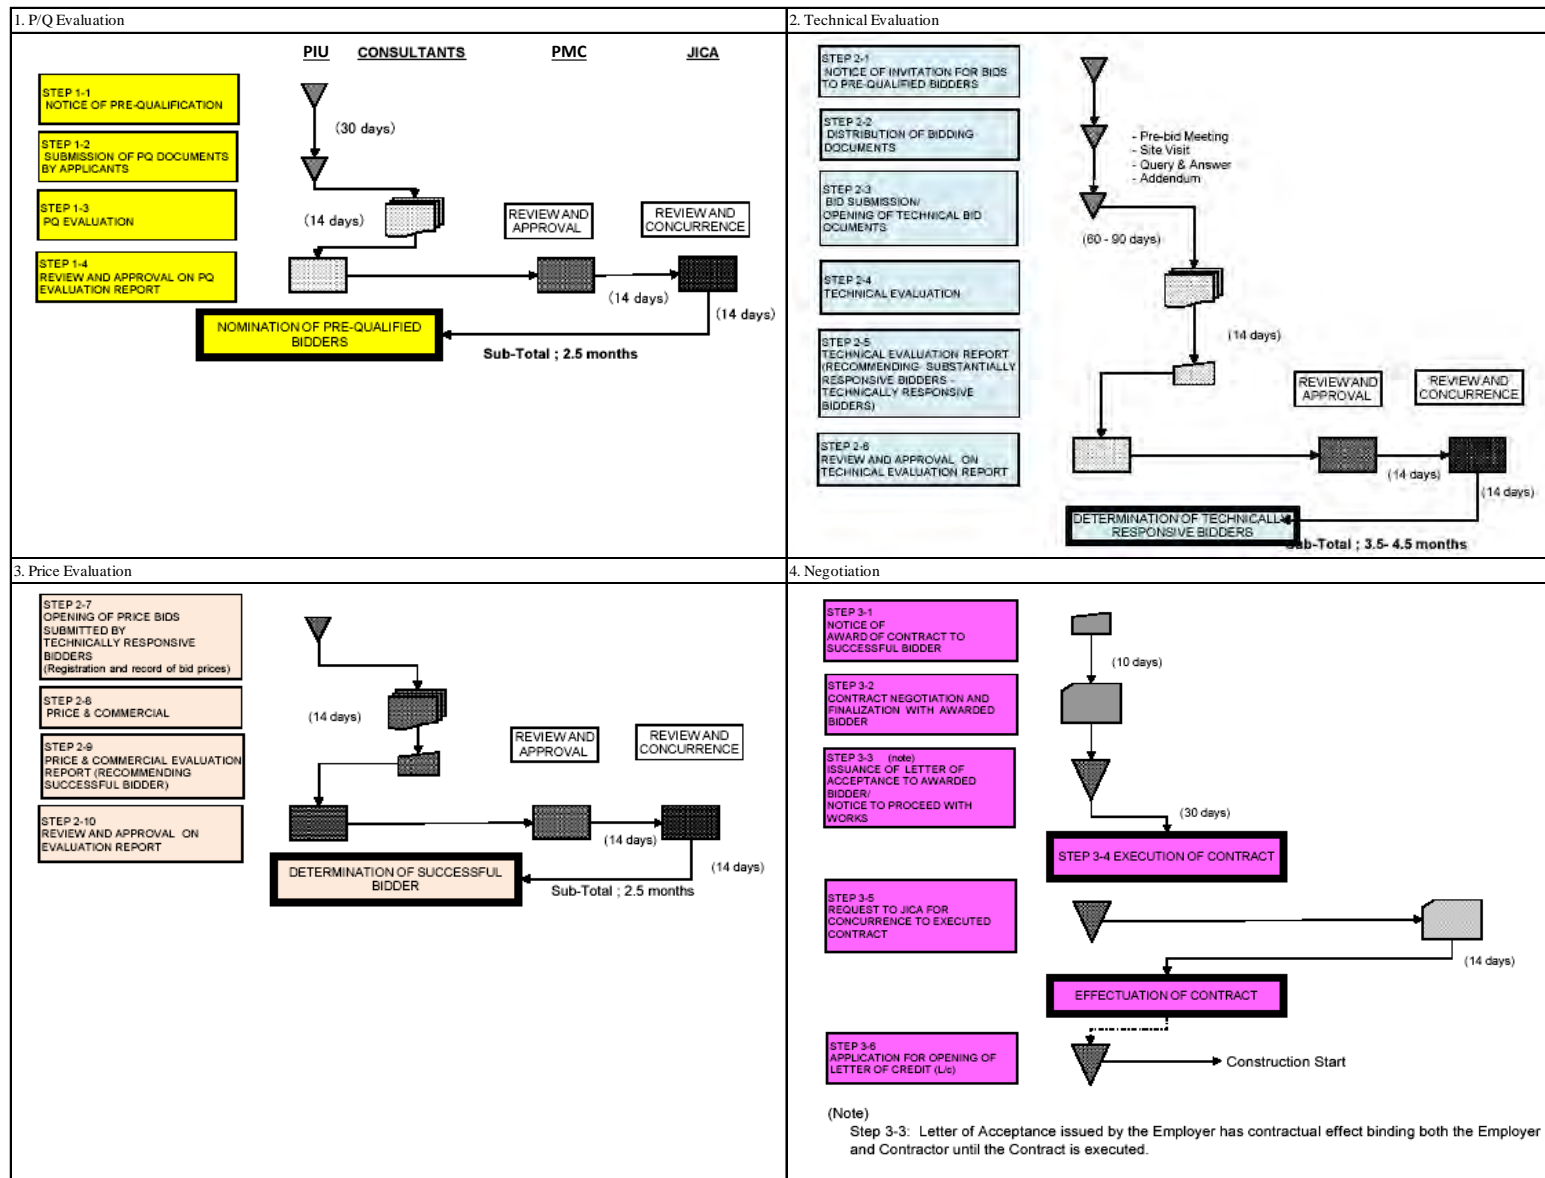 1. P/Q Evaluation
PIU CONSULTANTS PMC JICA
STEP 1-1
NOTICE OF PRE-QUALIFICATION
(30 days)
STEP 1-2
SUBMISSION OF PQ DOCUMENTS
BY APPLICANTS
STEP 1-3
PQ EVALUATION
(14 days)
REVIEW AND
APPROVAL
REVIEW AND
CONCURRENCE
STEP 1-4
REVIEW AND APPROVAL ON PQ
EVALUATION REPORT
(14 days)
(14 days)
NOMINATION OF PRE-QUALIFIED
BIDDERS
Sub-Total ; 2.5 months
2. Technical Evaluation
STEP 2-1
NOTICE OF INVITATION FOR BIDS
TO PRE-QUALIFIED BIDDERS
STEP 2-2
DISTRIBUTION OF BIDDING
DOCUMENTS
- Pre-bid Meeting
- Site Visit
- Query & Answer
- Addendum
STEP 2-3
BID SUBMISSION/
OPENING OF TECHNICAL BID
OCUMENTS
(60 - 90 days)
STEP 2-4
TECHNICAL EVALUATION
(14 days)
STEP 2-5
TECHNICAL EVALUATION REPORT
(RECOMMENDING SUBSTANTIALLY
RESPONSIVE BIDDERS -
TECHNICALLY RESPONSIVE
BIDDERS)
REVIEW AND
APPROVAL
REVIEW AND
CONCURRENCE
STEP 2-6
REVIEW AND APPROVAL ON
TECHNICAL EVALUATION REPORT
(14 days)
(14 days)
DETERMINATION OF TECHNICALLY
RESPONSIVE BIDDERS
Sub-Total ; 3.5- 4.5 months
3. Price Evaluation
STEP 2-7
OPENING OF PRICE BIDS
SUBMITTED BY
TECHNICALLY RESPONSIVE
BIDDERS
(Registration and record of bid prices)
STEP 2-8
PRICE & COMMERCIAL
(14 days)
REVIEW AND
APPROVAL
REVIEW AND
CONCURRENCE
STEP 2-9
PRICE & COMMERCIAL EVALUATION
REPORT (RECOMMENDING
SUCCESSFUL BIDDER)
STEP 2-10
REVIEW AND APPROVAL ON
EVALUATION REPORT
(14 days)
(14 days)
DETERMINATION OF SUCCESSFUL
BIDDER
Sub-Total ; 2.5 months
4. Negotiation
STEP 3-1
NOTICE OF
AWARD OF CONTRACT TO
SUCCESSFUL BIDDER
(10 days)
STEP 3-2
CONTRACT NEGOTIATION AND
FINALIZATION WITH AWARDED
BIDDER
STEP 3-3 (note)
ISSUANCE OF LETTER OF
ACCEPTANCE TO AWARDED
BIDDER/
NOTICE TO PROCEED WITH
WORKS
(30 days)
STEP 3-4 EXECUTION OF CONTRACT
STEP 3-5
REQUEST TO JICA FOR
CONCURRENCE TO EXECUTED
CONTRACT
(14 days)
EFFECTUATION OF CONTRACT
STEP 3-6
APPLICATION FOR OPENING OF
LETTER OF CREDIT (L/c)
Construction Start
(Note)
Step 3-3: Letter of Acceptance issued by the Employer has contractual effect binding both the Employer
and Contractor until the Contract is executed.